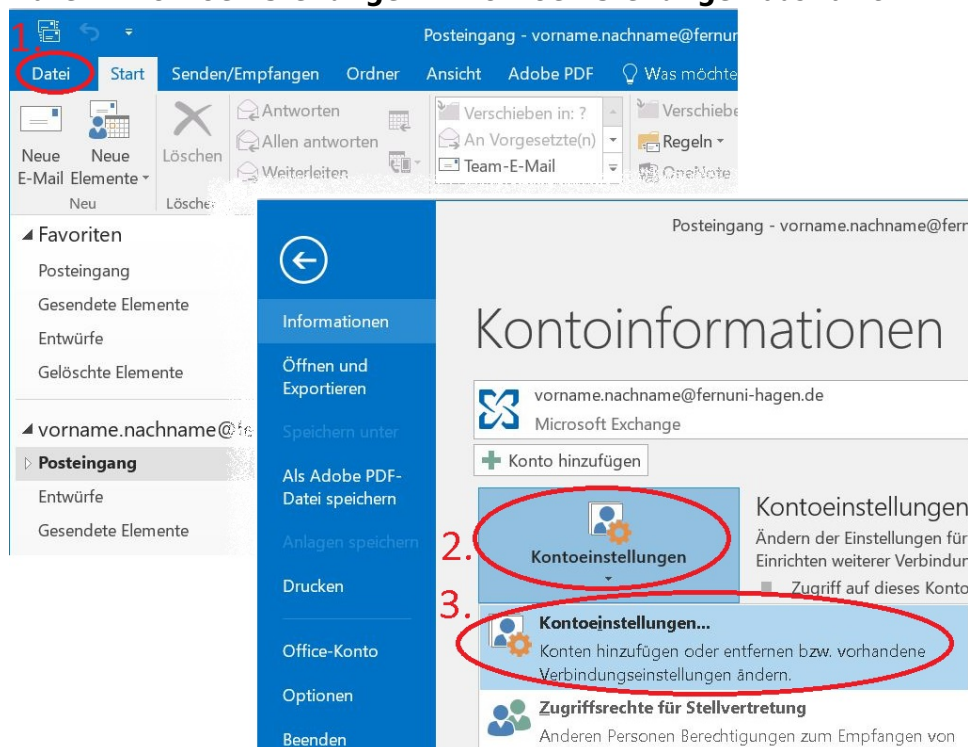 1.
Posteingang - vorname.nachname@fernu
Datei Start Senden/Empfangen Ordner Ansicht Adobe PDF Was möchte
Neue E-Mail
Neue Elemente
Neu
Löschen
Antworten
Allen antworten
Weiterleiten
Verschieben in: ?
An Vorgesetzte(n)
Team-E-Mail
Verschiebe
Regeln
OneNote
Favoriten
Posteingang
Gesendete Elemente
Entwürfe
Gelöschte Elemente
vorname.nachname@fe
Posteingang
Entwürfe
Gesendete Elemente
Posteingang - vorname.nachname@fern
Informationen
Öffnen und
Exportieren
Speichern unter
Als Adobe PDF-
Datei speichern
Anlagen speichern
Drucken
Office-Konto
Optionen
Beenden
Kontoinformationen
vorname.nachname@fernuni-hagen.de
Microsoft Exchange
Konto hinzufügen
2.
Kontoeinstellungen
Kontoeinstellungen
Ändern der Einstellungen für
Einrichten weiterer Verbindun
Zugriff auf dieses Konto
3.
Kontoeinstellungen...
Konten hinzufügen oder entfernen bzw. vorhandene
Verbindungseinstellungen ändern.
Zugriffsrechte für Stellvertretung
Anderen Personen Berechtigungen zum Empfangen von